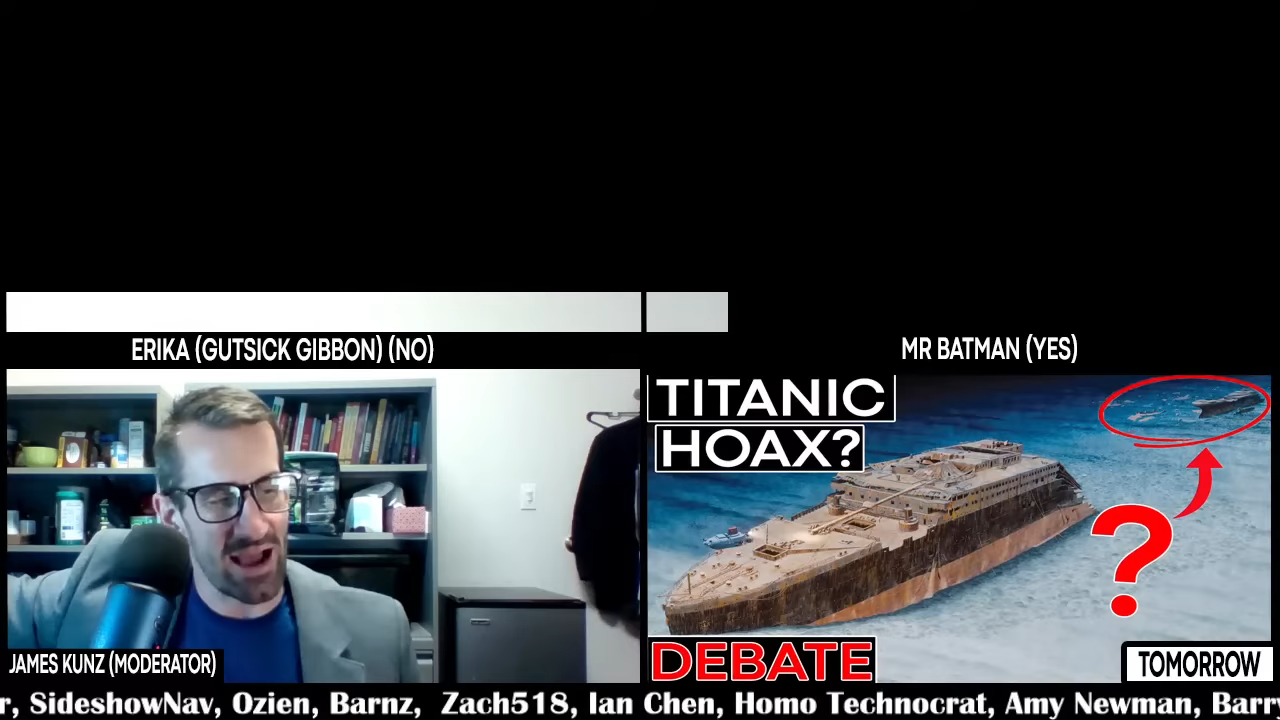 ERIKA (GUTSICK GIBBON) (NO)
MR BATMAN (YES)
TITANIC
HOAX?
?
DEBATE
TOMORROW
JAMES KUNZ (MODERATOR)
r, SideshowNav, Ozien, Barnz, Zach518, Ian Chen, Homo Technocrat, Amy Newman, Barry